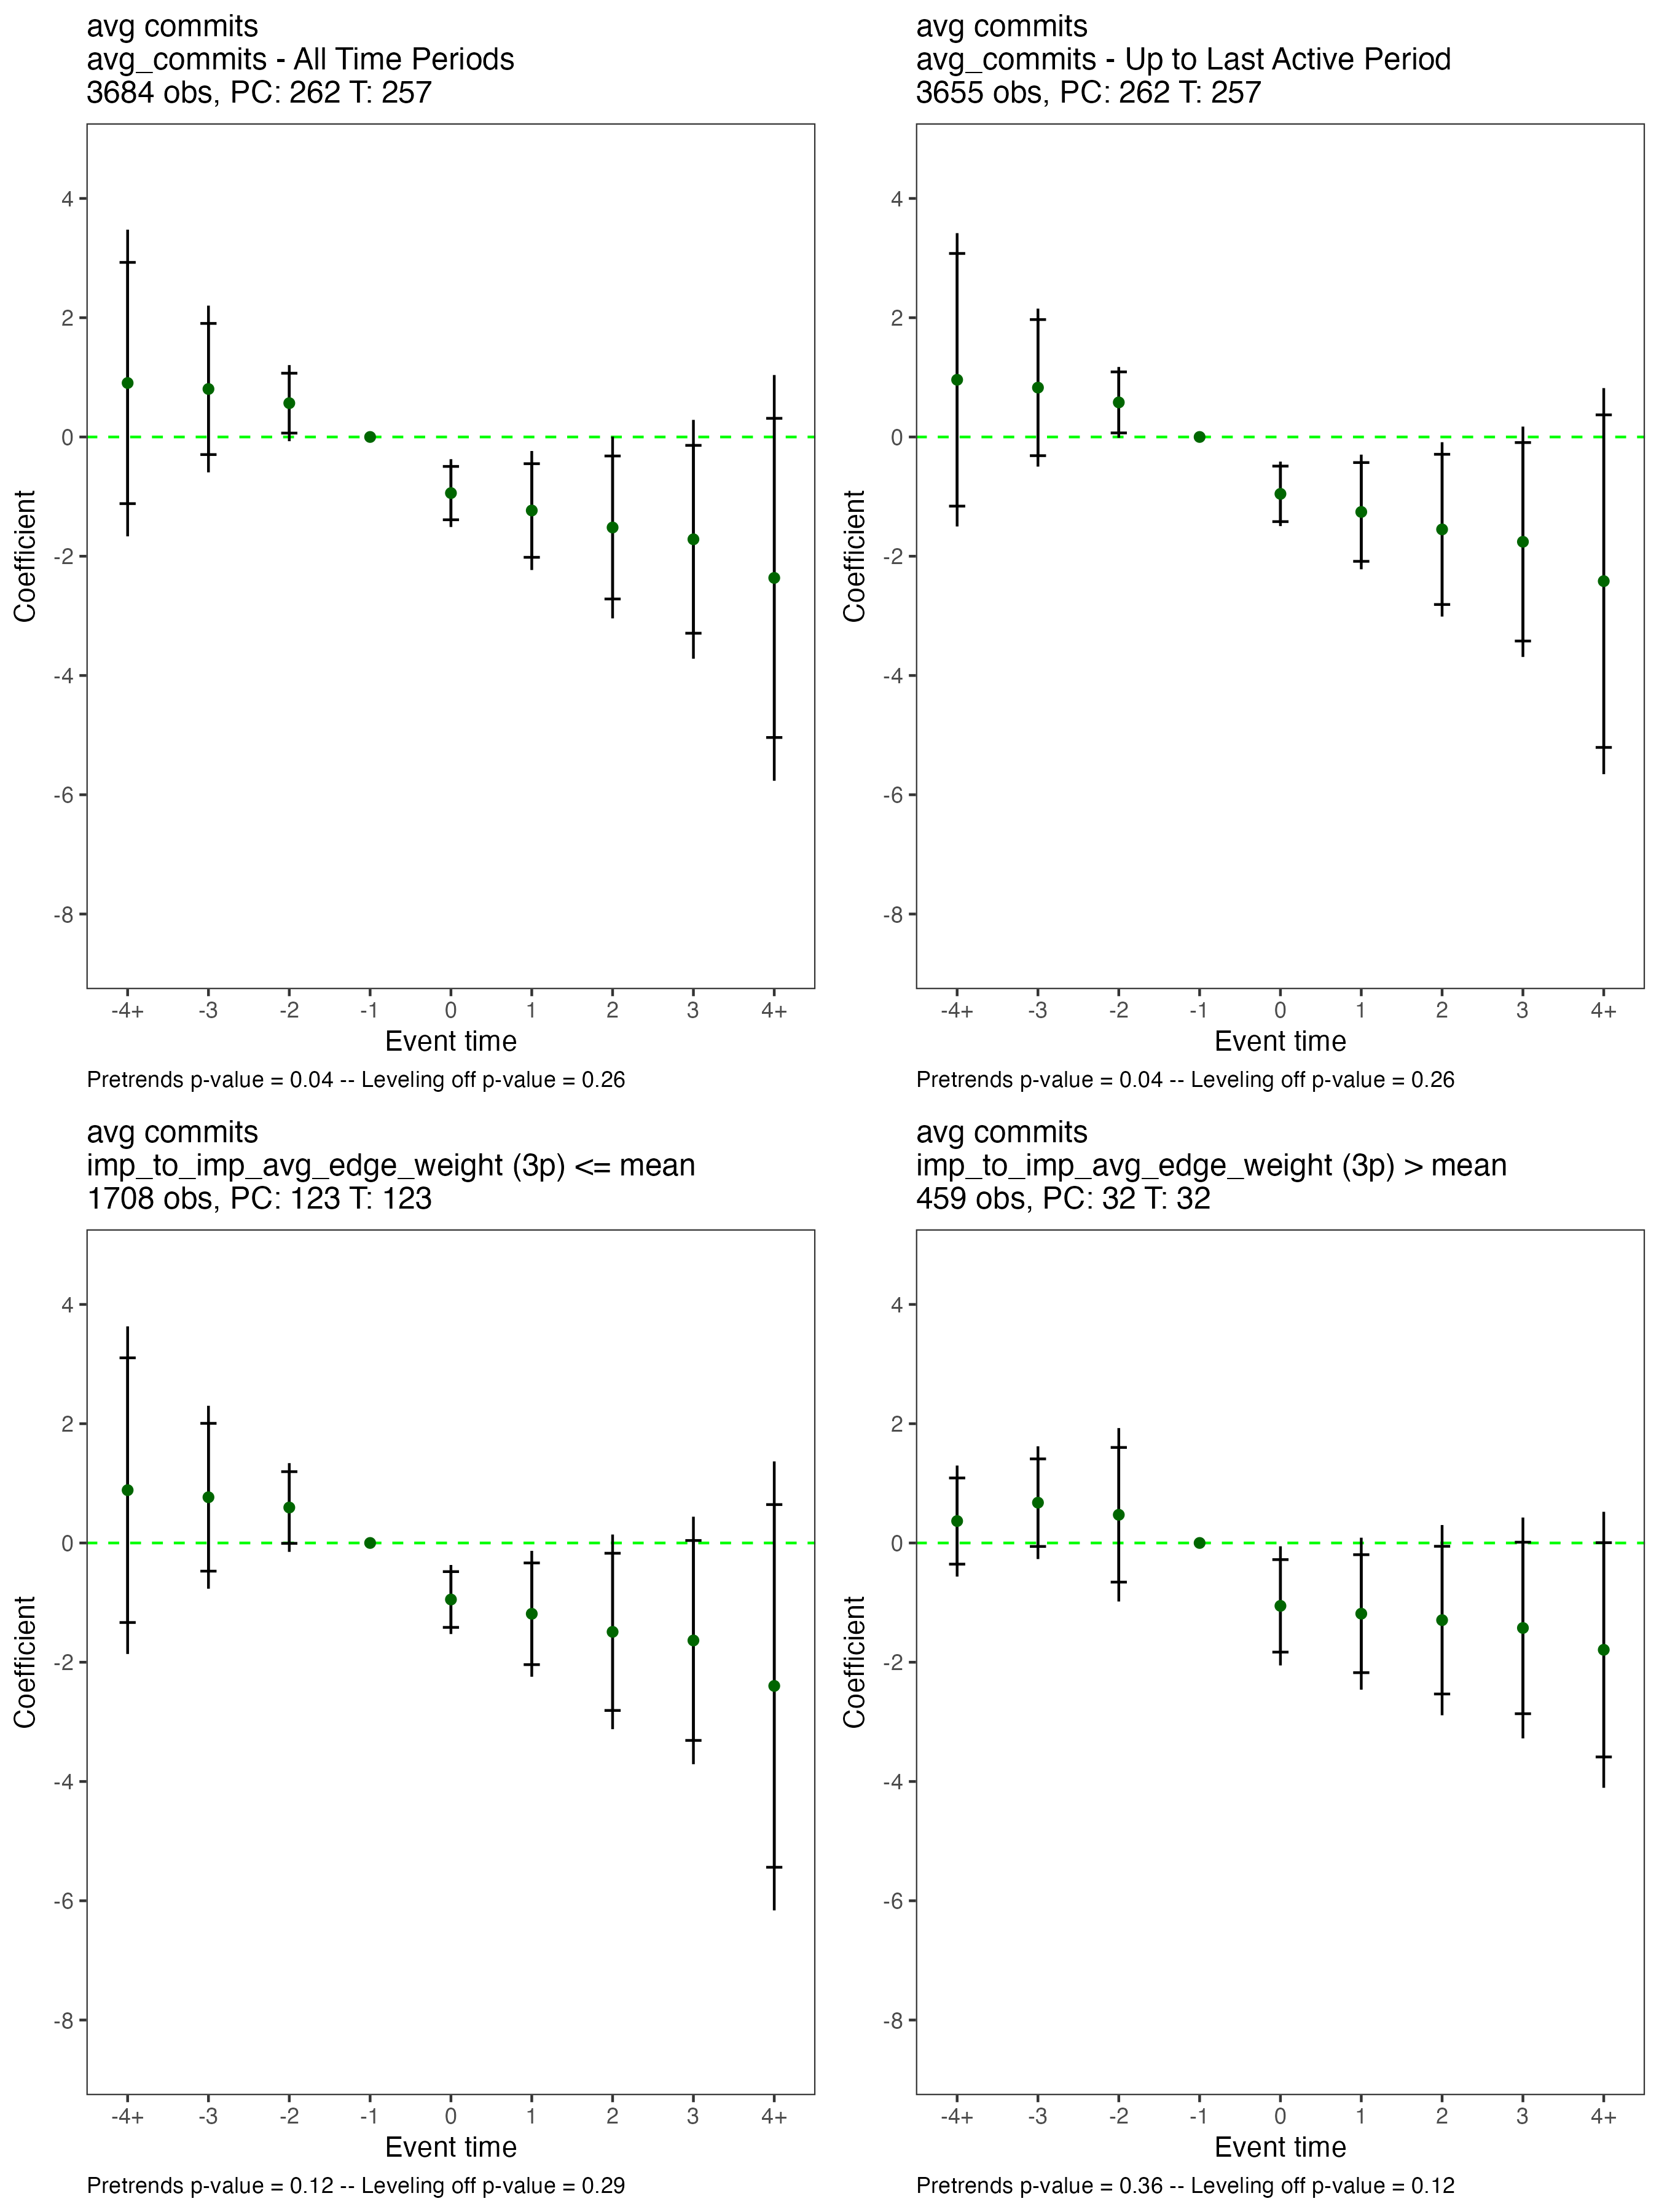 avg commits
avg_commits - All Time Periods
3684 obs, PC: 262 T: 257
Coefficient
4
2
0
-2
-4
-6
-8
-4+ -3 -2 -1 0 1 2 3 4+
Event time
Pretrends p-value = 0.04 -- Leveling off p-value = 0.26
avg commits
avg_commits - Up to Last Active Period
3655 obs, PC: 262 T: 257
Coefficient
4
2
0
-2
-4
-6
-8
-4+ -3 -2 -1 0 1 2 3 4+
Event time
Pretrends p-value = 0.04 -- Leveling off p-value = 0.26
avg commits
imp_to_imp_avg_edge_weight (3p) <= mean
1708 obs, PC: 123 T: 123
Coefficient
4
2
0
-2
-4
-6
-8
-4+ -3 -2 -1 0 1 2 3 4+
Event time
Pretrends p-value = 0.12 -- Leveling off p-value = 0.29
avg commits
imp_to_imp_avg_edge_weight (3p) > mean
459 obs, PC: 32 T: 32
Coefficient
4
2
0
-2
-4
-6
-8
-4+ -3 -2 -1 0 1 2 3 4+
Event time
Pretrends p-value = 0.36 -- Leveling off p-value = 0.12